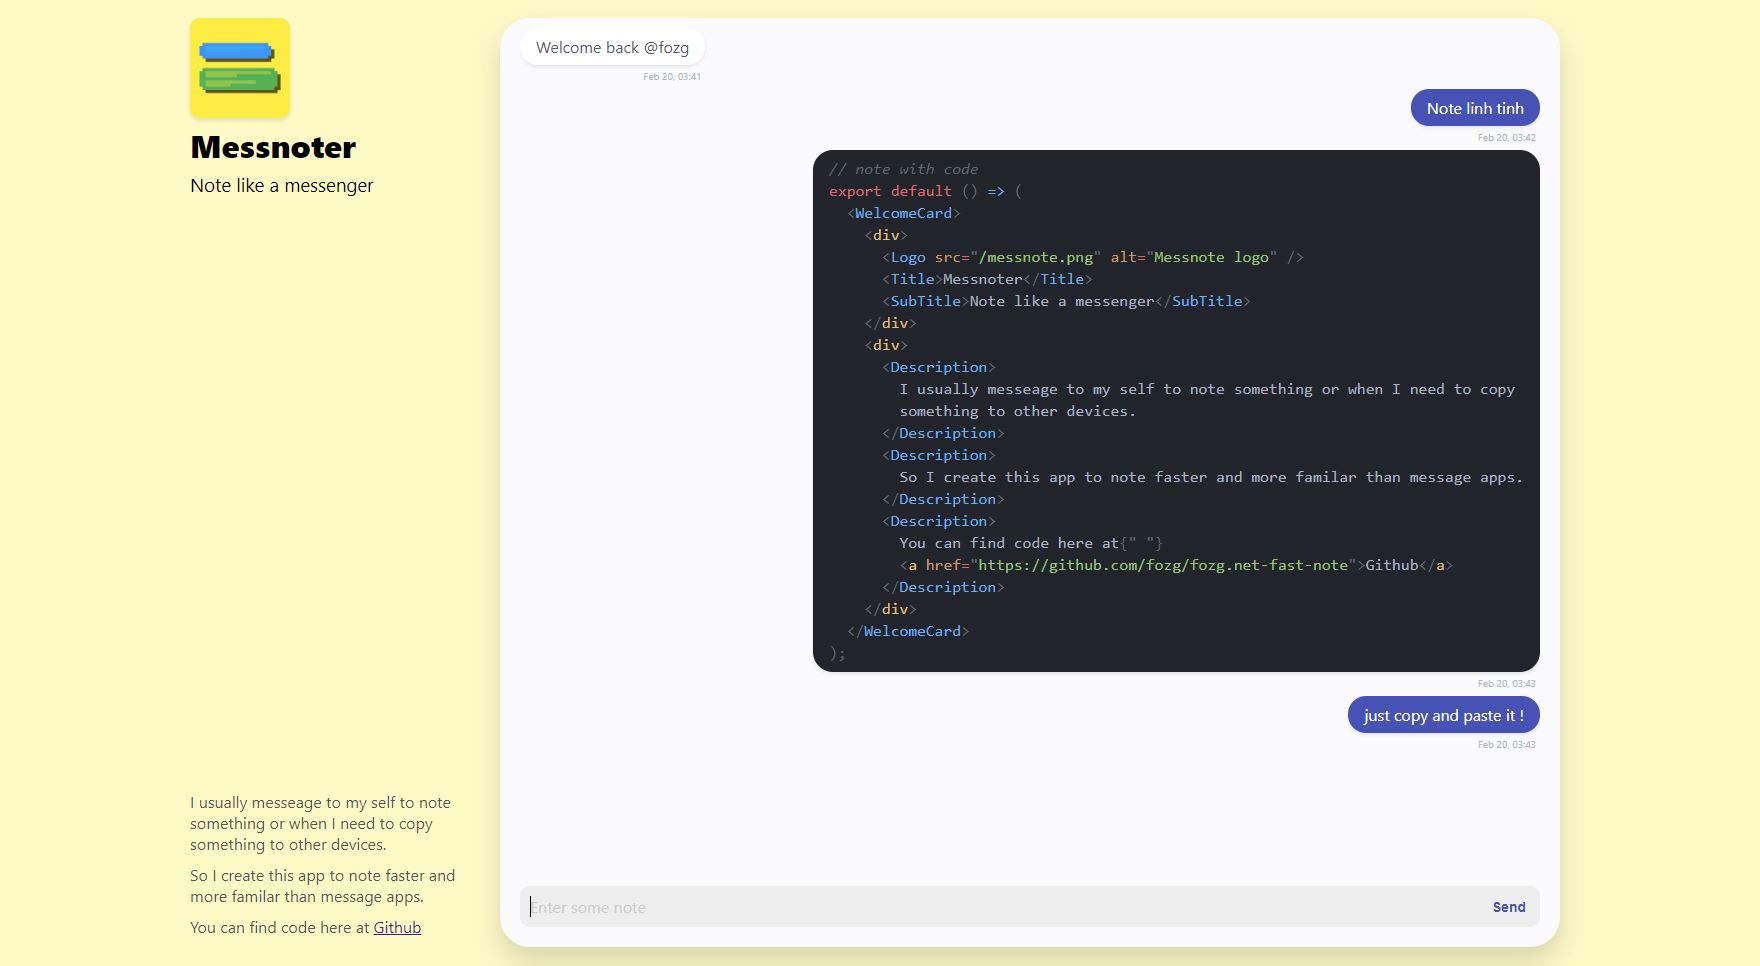 Messnoter
Note like a messenger
I usually messeage to my self to note
something or when I need to copy
something to other devices.
So I create this app to note faster and
more familar than message apps.
You can find code here at Github
Welcome back @fozg
Feb 20, 03:41
Note linh tinh
Feb 20, 03:42
// note with code
export default () => (
  <WelcomeCard>
    <div>
      <Logo src="/messnote.png" alt="Messnote logo" />
      <Title>Messnoter</Title>
      <SubTitle>Note like a messenger</SubTitle>
    </div>
    <div>
      <Description>
        I usually messeage to my self to note something or when I need to copy
        something to other devices.
      </Description>
      <Description>
        So I create this app to note faster and more familar than message apps.
      </Description>
      <Description>
        You can find code here at{" "}
        <a href="https://github.com/fozg/fozg.net-fast-note">Github</a>
      </Description>
    </div>
  </WelcomeCard>
);
Feb 20, 03:43
just copy and paste it !
Feb 20, 03:43
Enter some note
Send